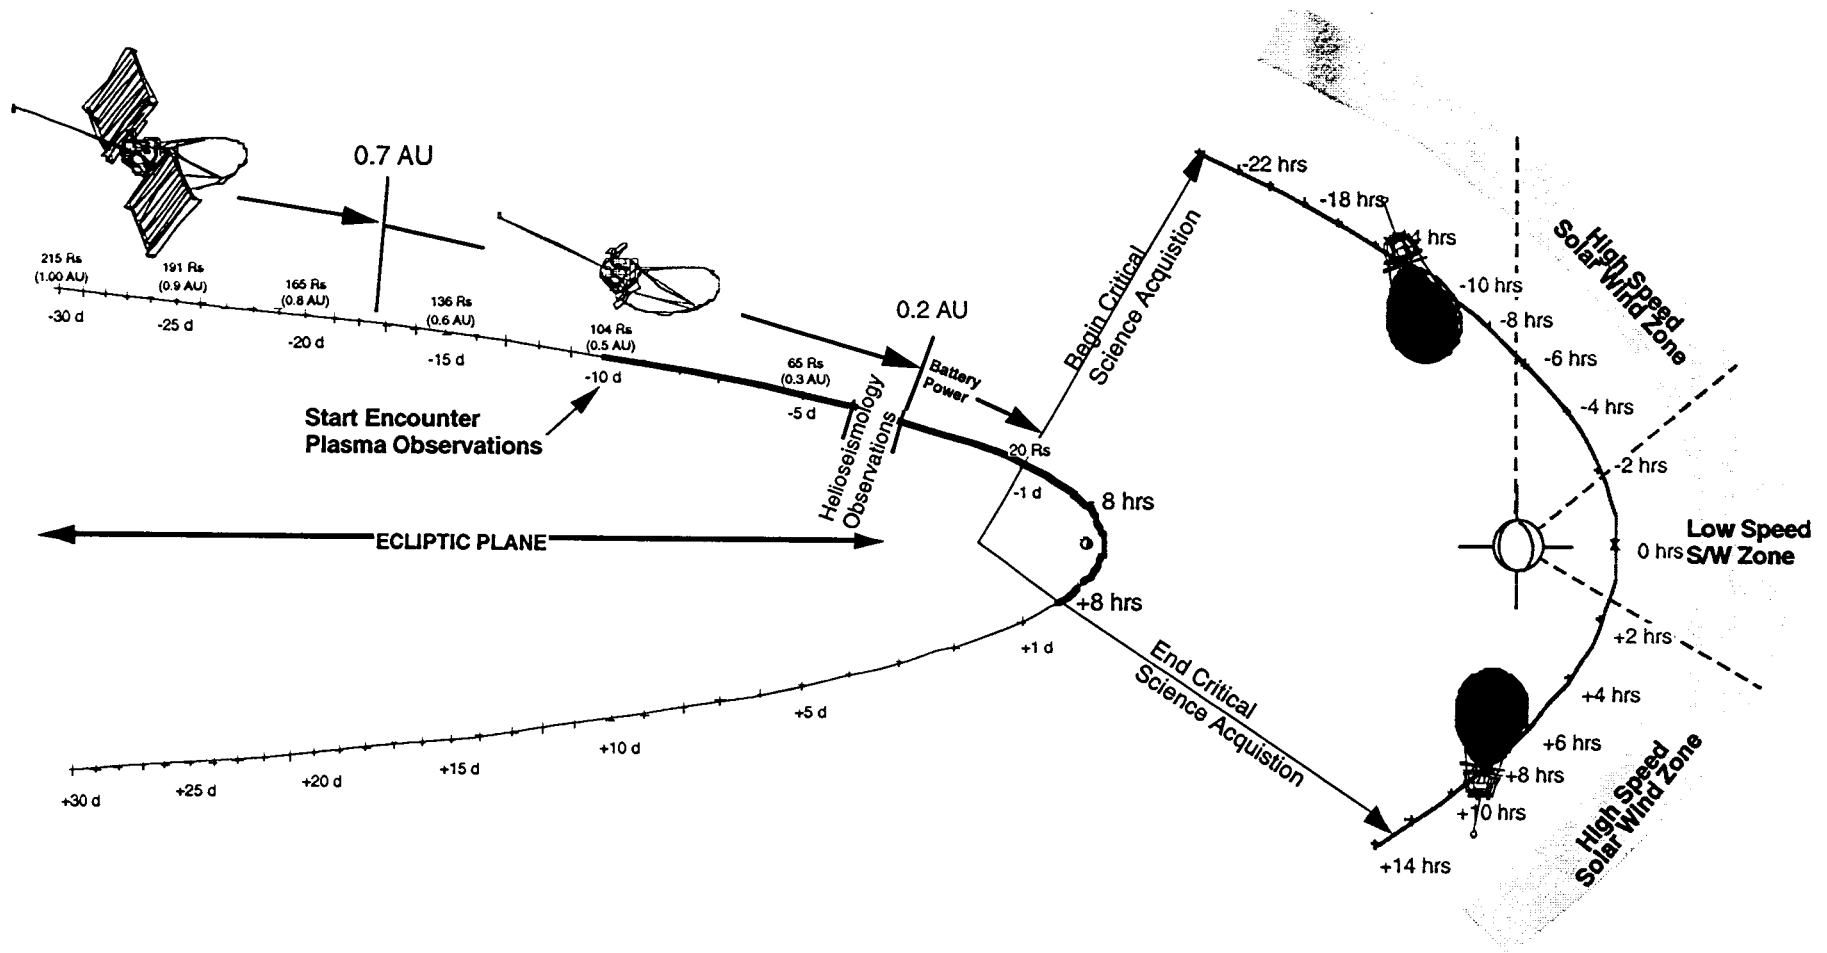 0.7 AU
215 Rs
(1.00 AU)
191 Rs
(0.9 AU)
165 Rs
(0.8 AU)
136 Rs
(0.6 AU)
104 Rs
(0.5 AU)
65 Rs
(0.3 AU)
-30 d
-25 d
-20 d
-15 d
-10 d
-5 d
Start Encounter
Plasma Observations
0.2 AU
Battery
Power
Helioseismology
Observations
20 Rs
-1 d
8 hrs
+8 hrs
ECLIPTIC PLANE
+1 d
+5 d
+10 d
+15 d
+20 d
+25 d
+30 d
Begin Critical
Science Acquistion
End Critical
Science Acquistion
-22 hrs
-18 hrs
4 hrs
-10 hrs
-8 hrs
-6 hrs
-4 hrs
-2 hrs
0 hrs
+2 hrs
+4 hrs
+6 hrs
+8 hrs
+10 hrs
+14 hrs
High Speed
Solar Wind Zone
Low Speed
S/W Zone
High Speed
Solar Wind Zone